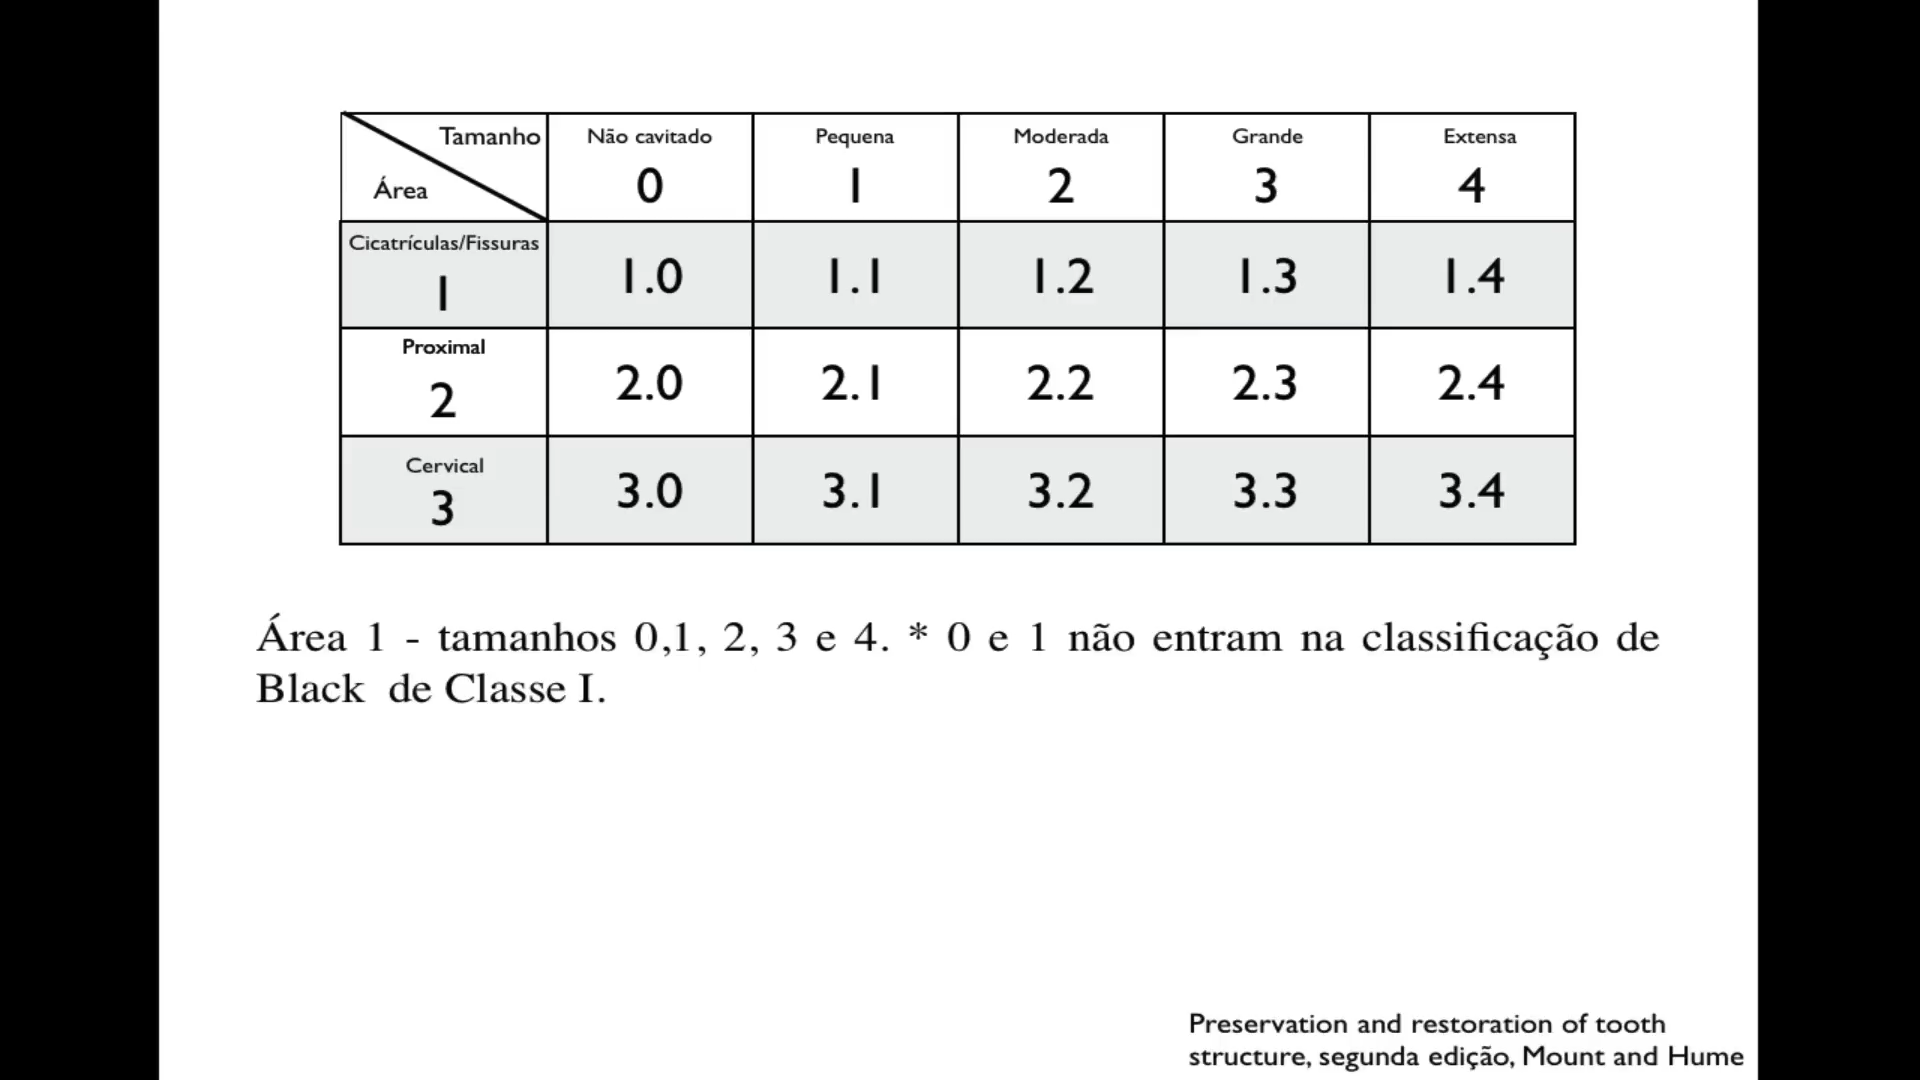 Tamanho
Área
Não cavitado
0
Pequena
1
Moderada
2
Grande
3
Extensa
4
Cicatrículas/Fissuras
1
1.0 1.1 1.2 1.3 1.4
Proximal
2
2.0 2.1 2.2 2.3 2.4
Cervical
3
3.0 3.1 3.2 3.3 3.4
Área 1 - tamanhos 0,1, 2, 3 e 4. * 0 e 1 não entram na classificação de
Black de Classe I.
Preservation and restoration of tooth
structure, segunda edição, Mount and Hume